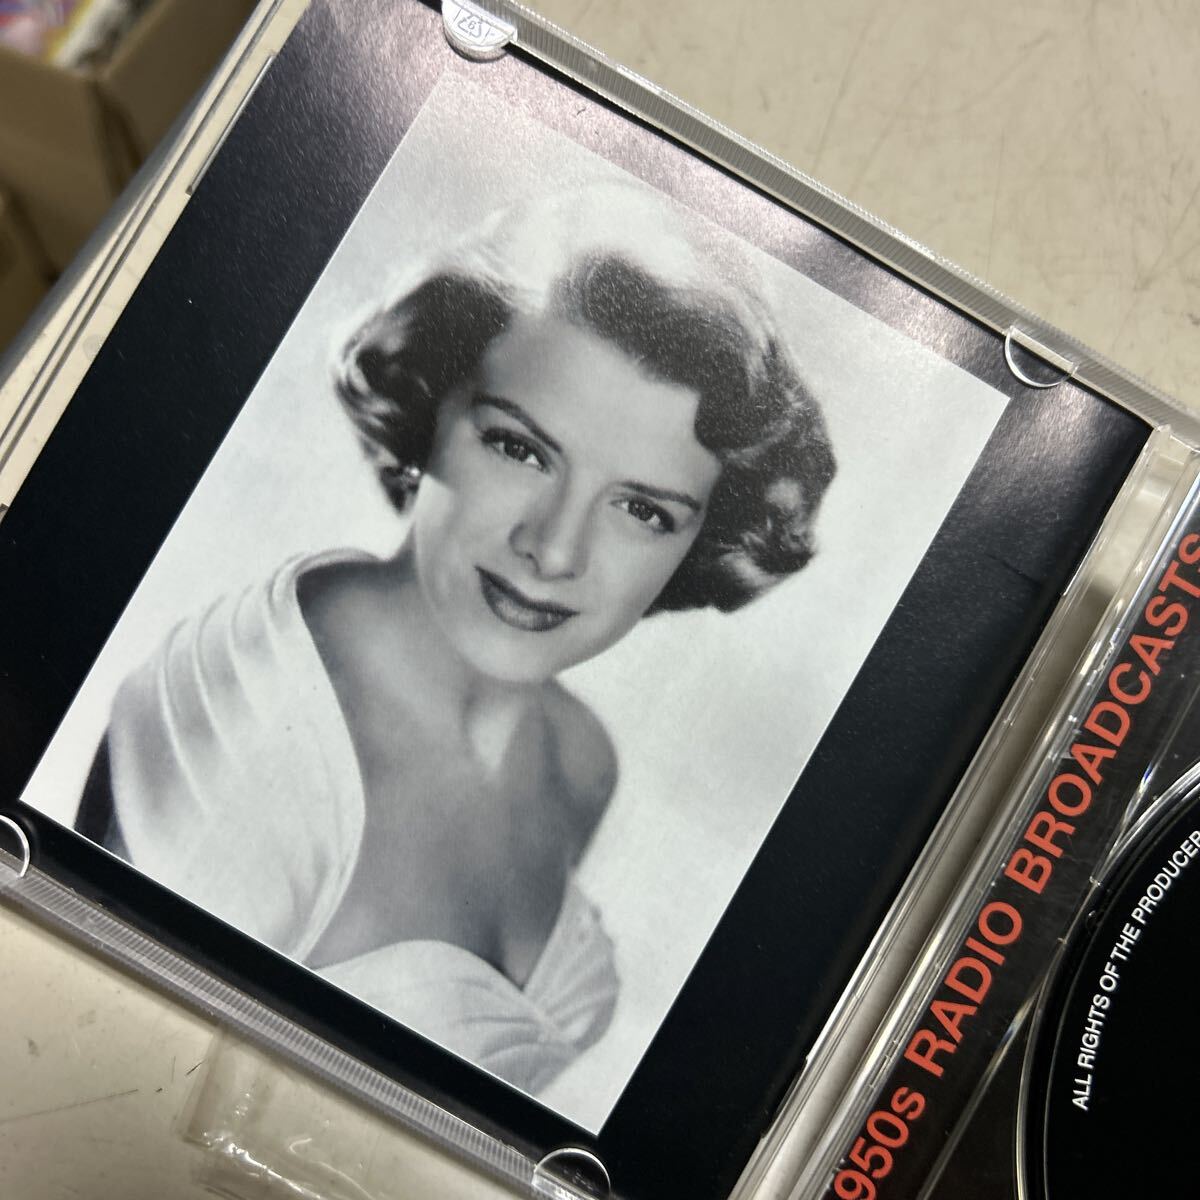 950s RADIO BROADCASTS
ALL RIGHTS OF THE PRODUCER